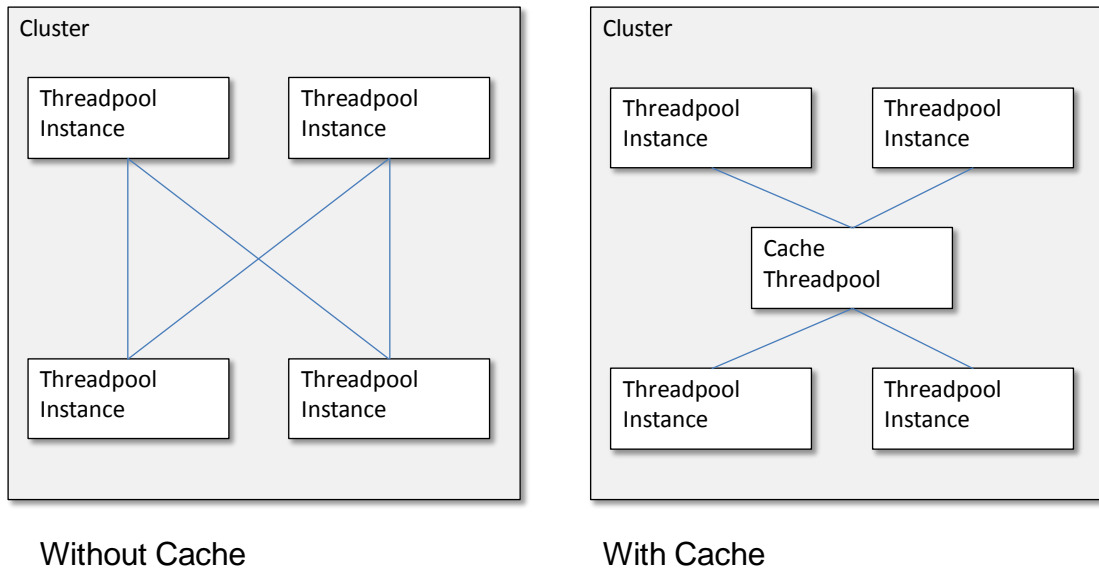 Cluster
Threadpool
Instance
Threadpool
Instance
Threadpool
Instance
Threadpool
Instance
Without Cache
Cluster
Threadpool
Instance
Threadpool
Instance
Cache
Threadpool
Threadpool
Instance
Threadpool
Instance
With Cache